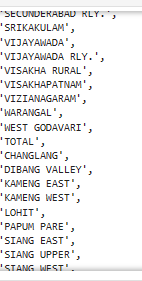 'SECUNDERABAD RLY.',
'SRIKAKULAM',
'VIJAYAWADA',
'VIJAYAWADA RLY.',
'VISAKHA RURAL',
'VISAKHAPATNAM',
'VIZIANAGARAM',
'WARANGAL',
'WEST GODAVARI',
'TOTAL',
'CHANGLANG',
'DIBANG VALLEY',
'KAMENG EAST',
'KAMENG WEST',
'LOHIT',
'PAPUM PARE',
'SIANG EAST',
'SIANG UPPER',
'SIANG WEST',